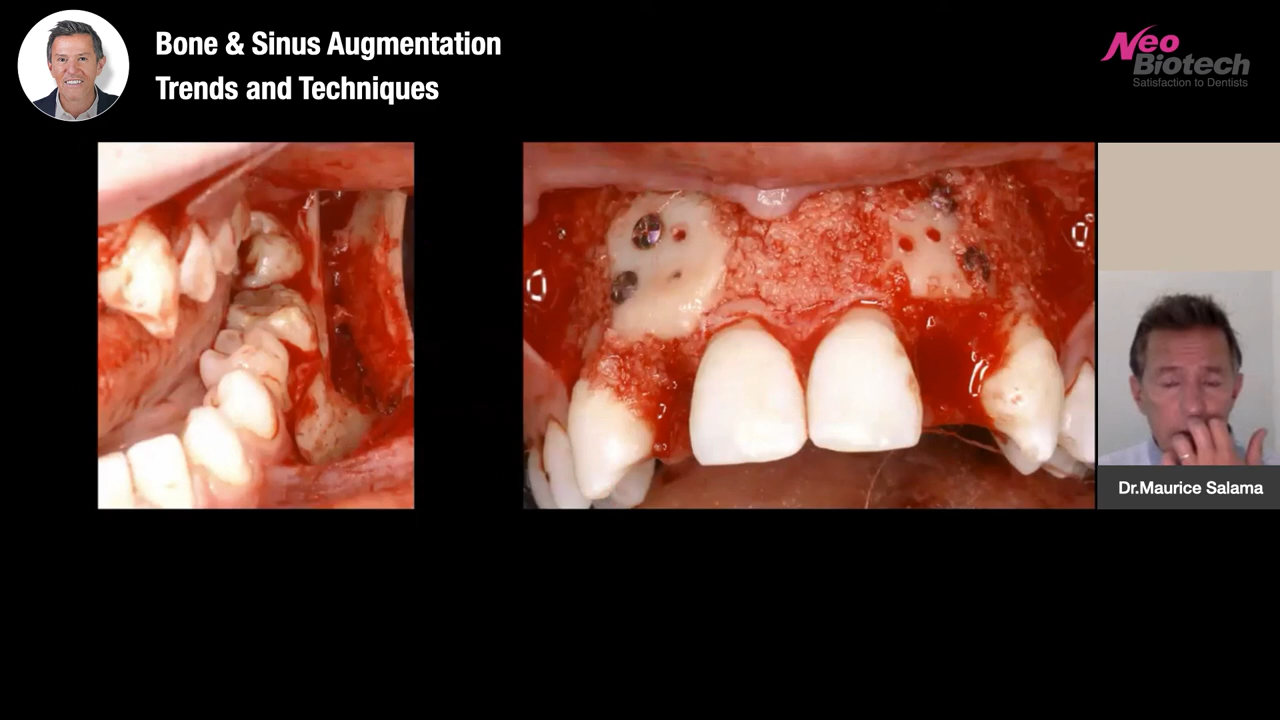 Bone & Sinus Augmentation
Trends and Techniques
Neo
Biotech
Satisfaction to Dentists
Dr.Maurice Salama